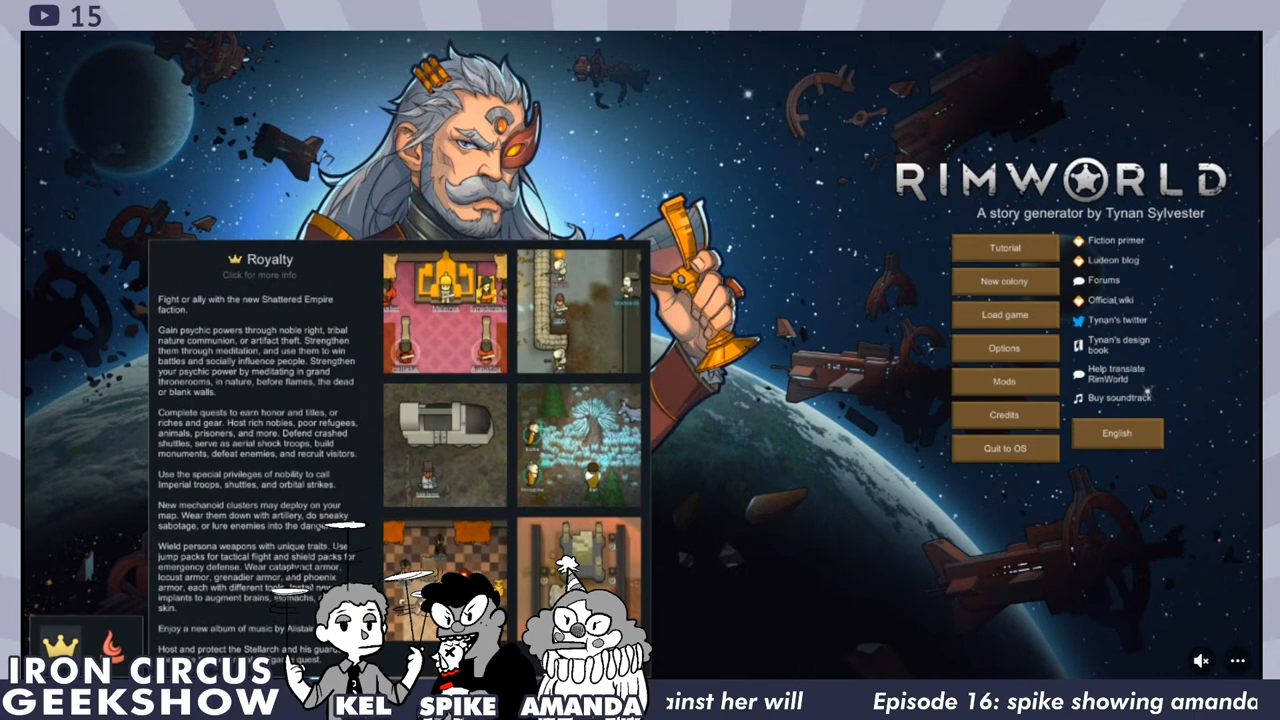 15
RIMWORLD
A story generator by Tynan Sylvester
Tutorial
New colony
Load game
Options
Mods
Credits
Quit to OS
Fiction primer
Ludeon blog
Forums
Official wiki
Tynan's twitter
Tynan's design
book
Help translate
RimWorld
Buy soundtrack
English
Royalty
Click for more info
Fight or ally with the new Shattered Empire
faction.
Gain psychic powers through noble right, tribal
nature communion, or artifact theft. Strengthen
them through meditation, and use them to win
battles and socially influence people. Strengthen
your psychic power by meditating in grand
thronerooms, in nature, before flames, the dead
or blank walls.
Complete quests to earn honor and titles, or
riches and gear. Host rich nobles, poor refugees,
animals, prisoners, and more. Defend crashed
shuttles, serve as aerial shock troops, build
monuments, defeat enemies, and recruit visitors.
Use the special privileges of nobility to call
Imperial troops, shuttles, and orbital strikes.
New mechanoid clusters may deploy on your
map. Wear them down with artillery, do sneaky
sabotage, or lure enemies into the
Wield persona weapons with unique traits. Use
jump packs for tactical flight and shield packs for
emergency defense. Wear cataphract armor,
locust armor, grenadier armor, and phoenix
armor, each with different
implants to augment brains,
skin.
Enjoy a new album of music by
Host and protect the Stellarch and his
quest.
IRON CIRCUS
GEEKSHOW
KEL
SPIKE
AMANDA
ainst her will
Episode 16: spike showing amanda